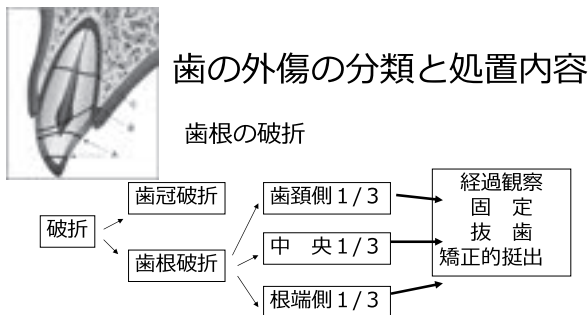 歯の外傷の分類と処置内容
歯根の破折
破折
歯冠破折
歯根破折
歯頚側1/3
中　央1/3
根端側1/3
経過観察
固　定
抜　歯
矯正的挺出